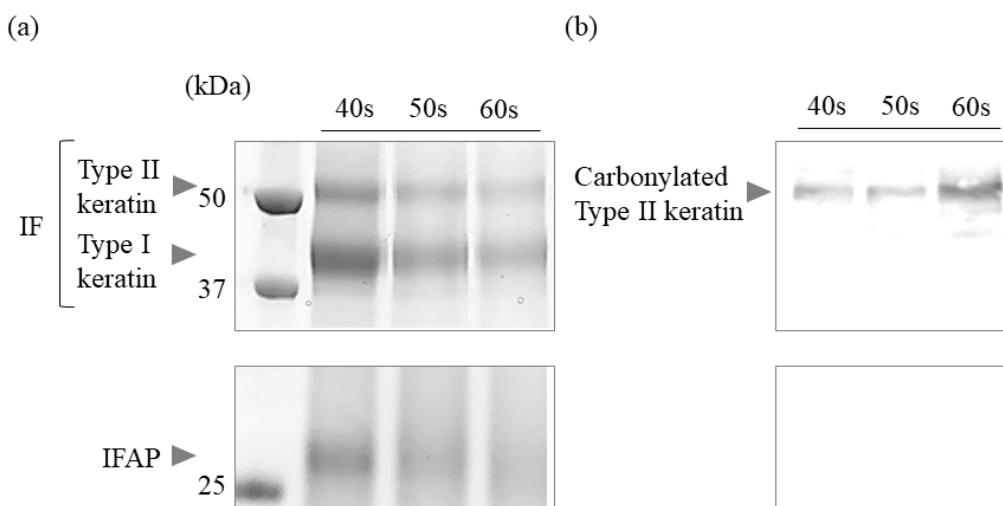 (a)
(b)
(kDa)
40s 50s 60s
40s 50s 60s
IF
Type II
keratin
50
Type I
keratin
37
Carbonylated
Type II keratin
IFAP
25